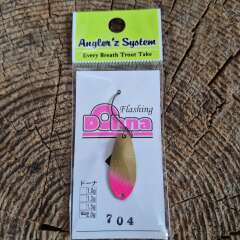 Angler'z System
Every Breath Trout Take
Flashing
Dohna
ドーナ
704